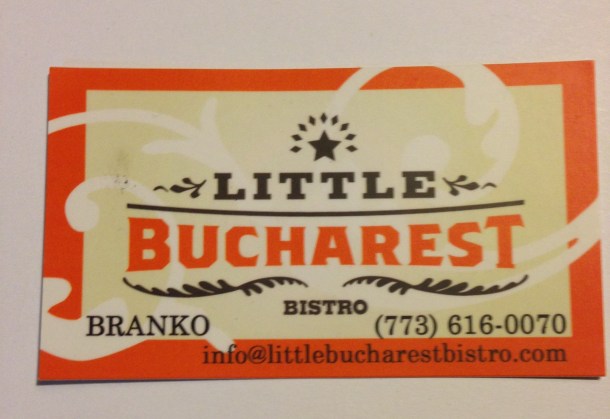 LITTLE
BUCHAREST
BISTRO
BRANKO (773) 616-0070
info@littlebucharestbistro.com